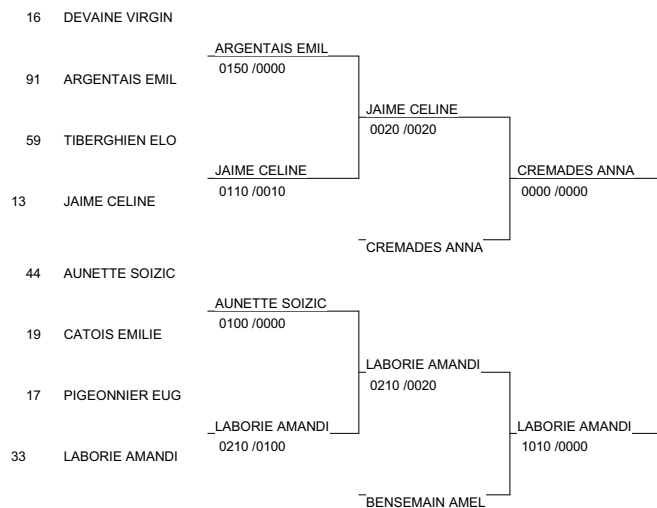 16 DEVAINE VIRGIN
ARGENTAIS EMIL
0150 /0000
91 ARGENTAIS EMIL
JAIME CELINE
0020 /0020
59 TIBERGHIEN ELO
JAIME CELINE
0110 /0010
CREMADES ANNA
0000 /0000
13 JAIME CELINE
CREMADES ANNA
44 AUNETTE SOIZIC
AUNETTE SOIZIC
0100 /0000
19 CATOIS EMILIE
LABORIE AMANDI
0210 /0020
17 PIGEONNIER EUG
LABORIE AMANDI
0210 /0100
LABORIE AMANDI
1010 /0000
33 LABORIE AMANDI
BENSEMAIN AMEL